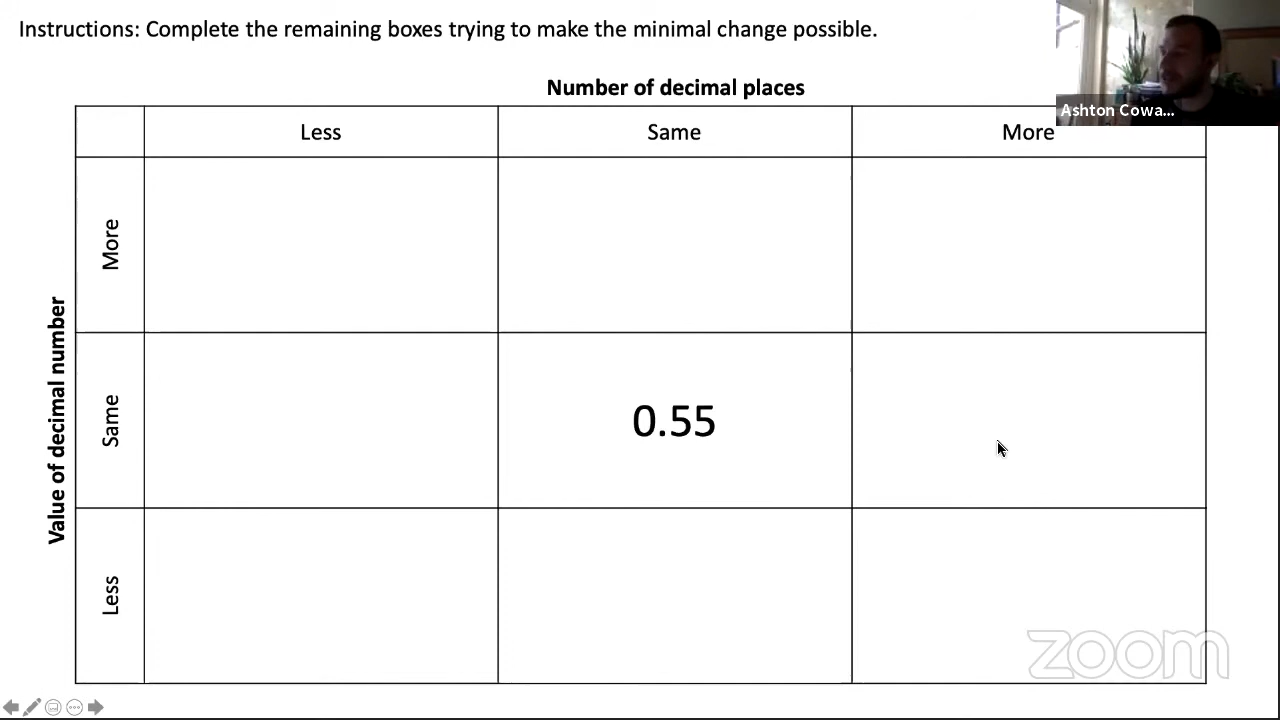 Instructions: Complete the remaining boxes trying to make the minimal change possible.
Ashton Cowa...
Number of decimal places
Less
Same
More
Value of decimal number
More
Same
0.55
Less
zoom